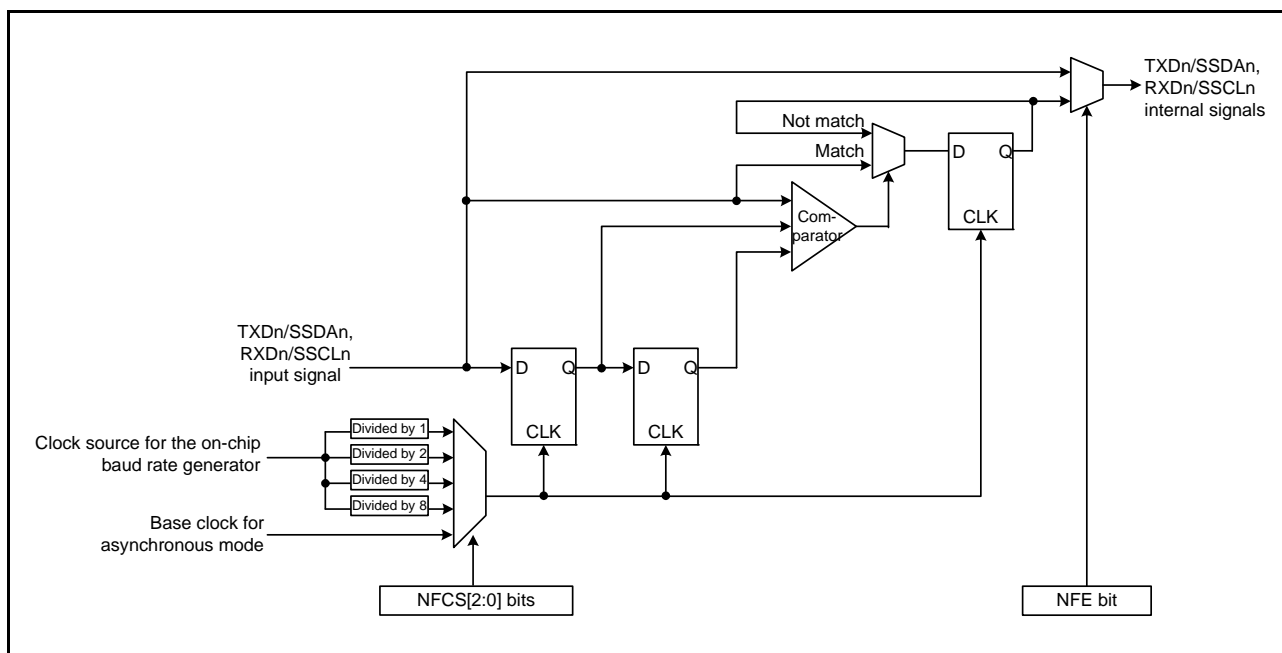 TXDn/SSDAn,
RXDn/SSCLn
internal signals
Not match
Match
D
Q
CLK
Com-
parator
TXDn/SSDAn,
RXDn/SSCLn
input signal
D
Q
CLK
D
Q
CLK
Clock source for the on-chip
baud rate generator
Divided by 1
Divided by 2
Divided by 4
Divided by 8
Base clock for
asynchronous mode
NFCS[2:0] bits
NFE bit